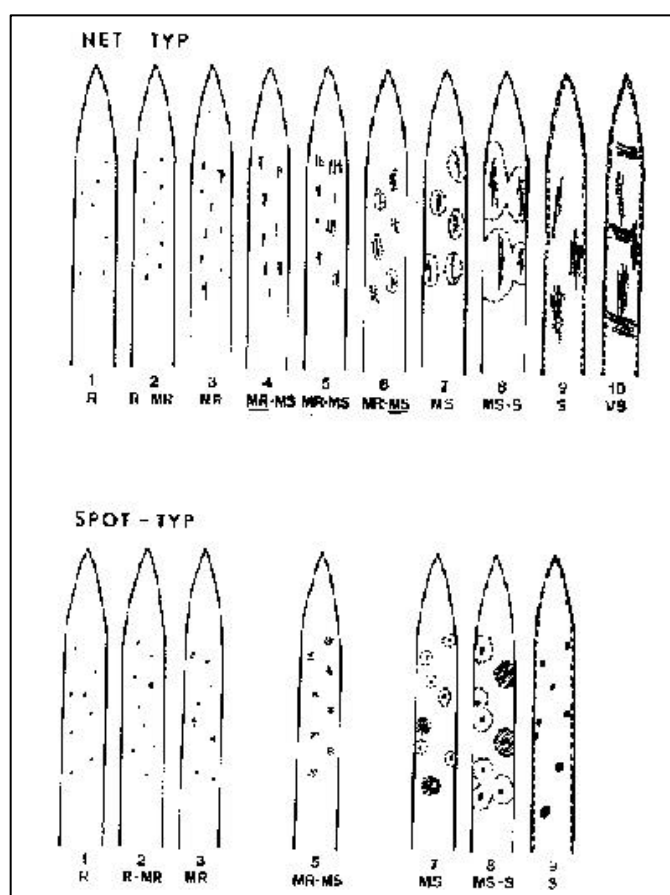 NET TYP
1 2 3 4 5 6 7 8 9 10
R R MR MR MR-MS MR-MS MR-MS MS MS-S S VS
SPOT-TYP
1 2 3 5 7 8 9
R R-MR MR MR-MS MS MS-S S